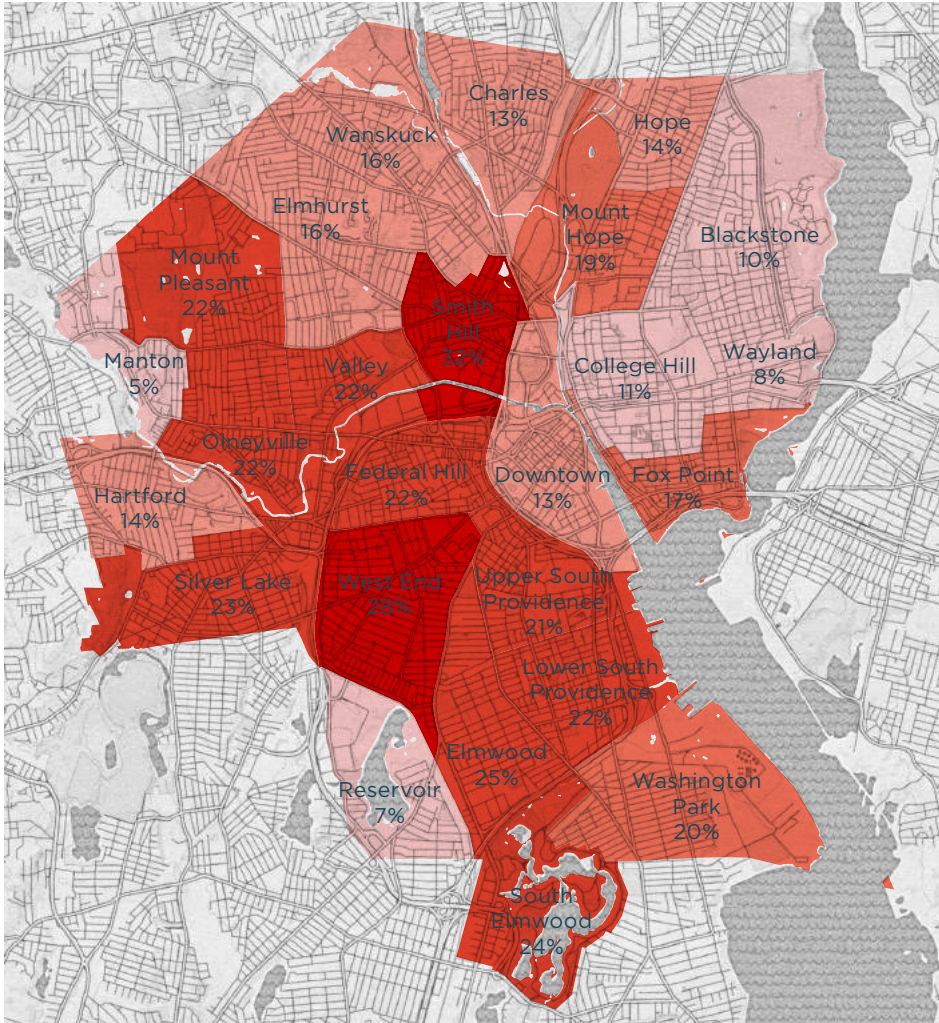 Charles
13%
Hope
14%
Wanskuck
16%
Elmhurst
16%
Mount
Hope
19%
Blackstone
10%
Mount
Pleasant
22%
Smith
Hill
32%
Manton
5%
Valley
22%
College Hill
11%
Wayland
8%
Olneyville
22%
Federal Hill
22%
Downtown
13%
Fox Point
17%
Hartford
14%
Silver Lake
23%
West End
28%
Upper South
Providence
21%
Lower South
Providence
22%
Elmwood
25%
Reservoir
7%
Washington
Park
20%
South
Elmwood
24%